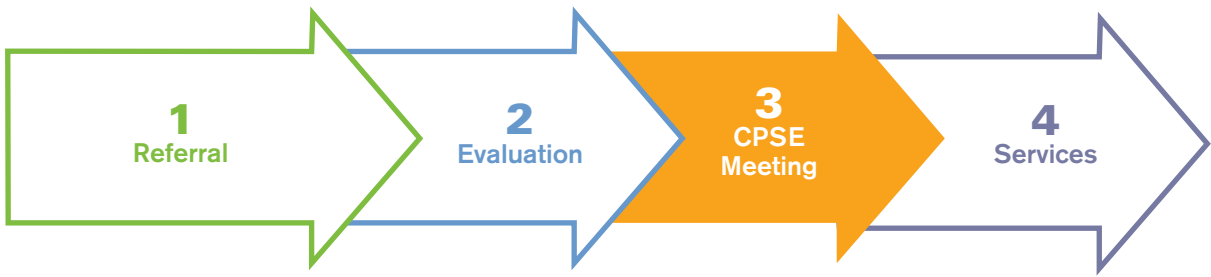 1
Referral
2
Evaluation
3
CPSE
Meeting
4
Services